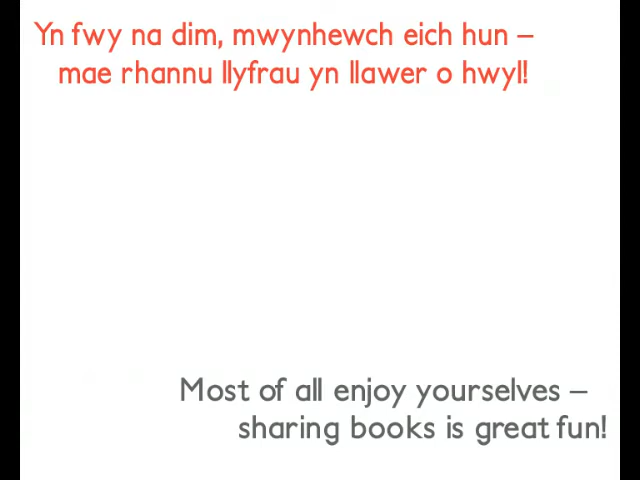 Yn fwy na dim, mwynhewch eich hun –
mae rhannu llyfrau yn llawer o hwyl!
Most of all enjoy yourselves –
sharing books is great fun!